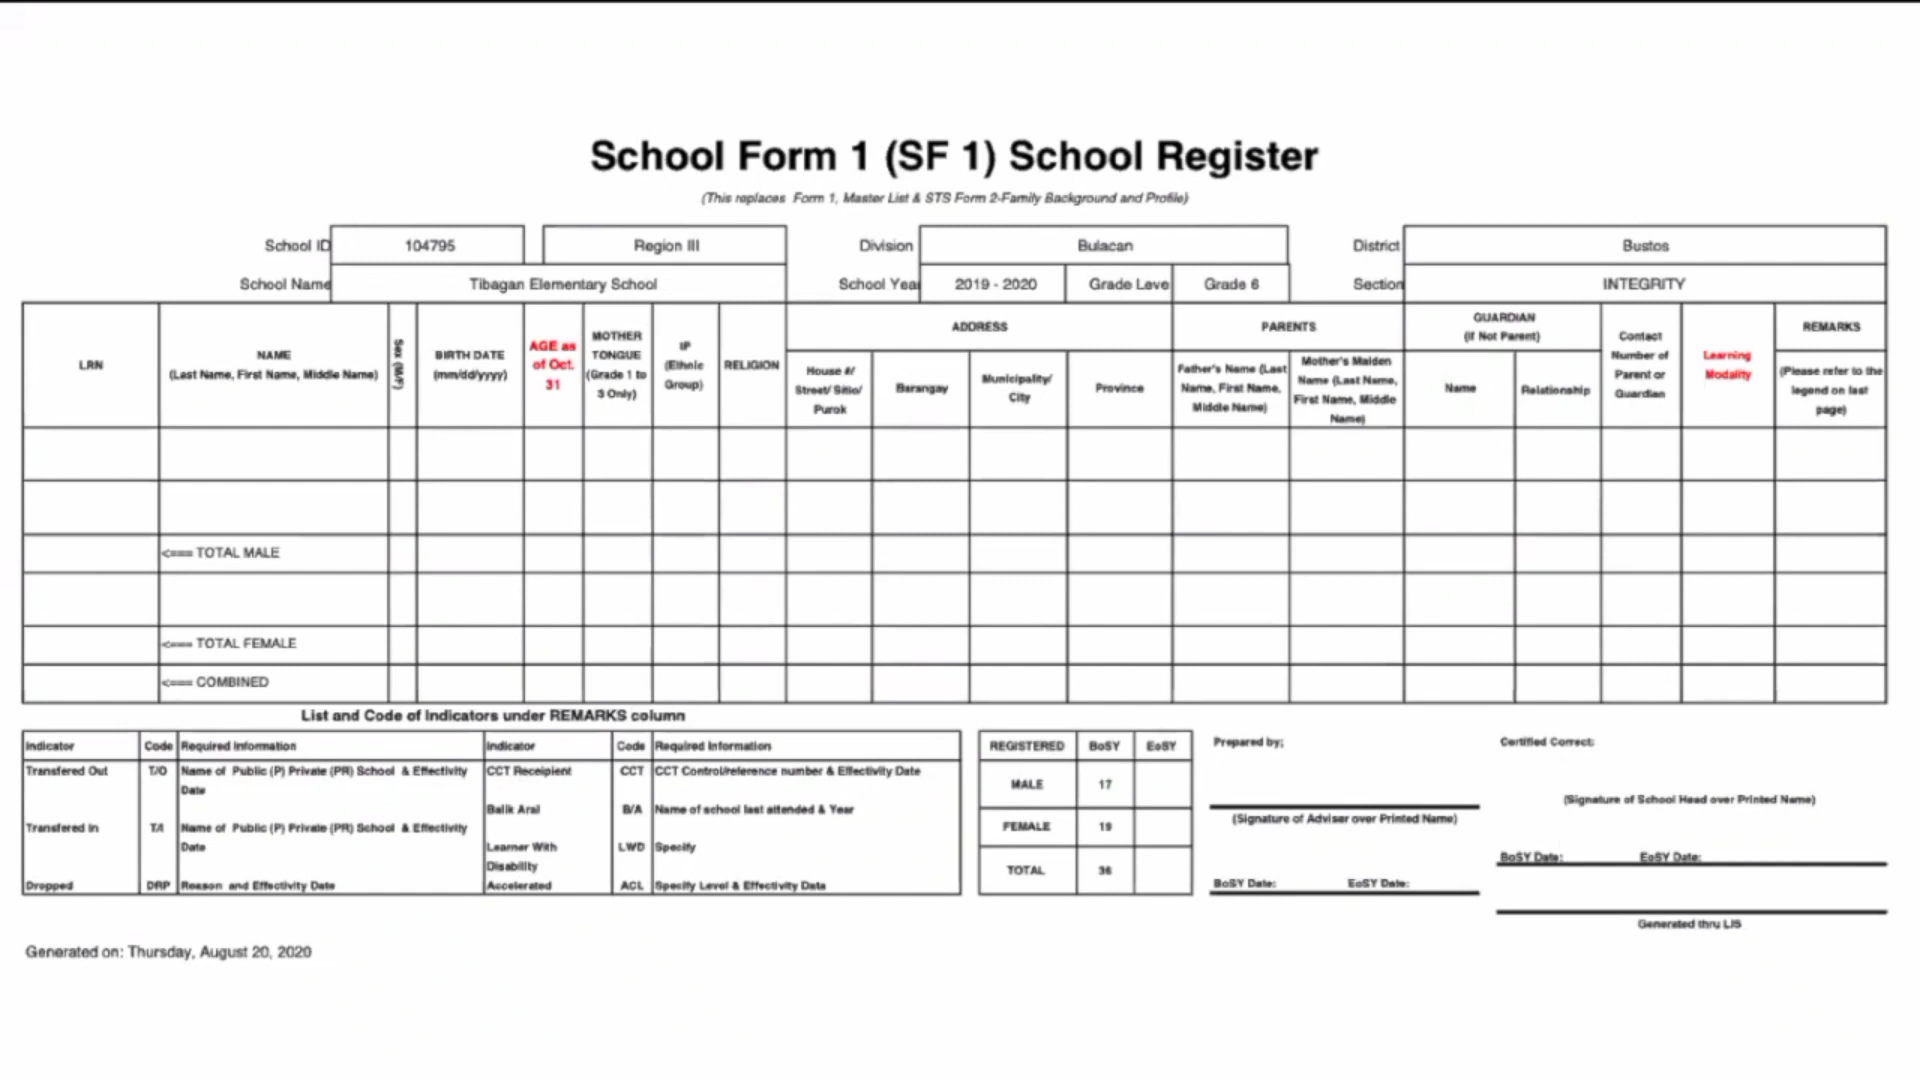 School Form 1 (SF 1) School Register
(This replaces Form 1, Master List & STS Form 2-Family Background and Profile)
School ID 104795 Region III Division Bulacan District Bustos
School Name Tibagan Elementary School School Yea 2019 - 2020 Grade Leve Grade 6 Section INTEGRITY
LRN
NAME
(Last Name, First Name, Middle Name)
Sex (M/F)
BIRTH DATE
(mm/dd/yyyy)
AGE as
of Oct.
31
MOTHER
TONGUE
(Grade 1 to
3 Only)
IP
(Ethnic
Group)
RELIGION
ADDRESS
House #/
Street/ Sitio/
Purok
Barangay
Municipality/
City
Province
PARENTS
Father's Name (Last
Name, First Name,
Middle Name)
Mother's Maiden
Name (Last Name,
First Name, Middle
Name)
GUARDIAN
(if Not Parent)
Name
Relationship
Contact
Number of
Parent or
Guardian
Learning
Modality
REMARKS
(Please refer to the
legend on last
page)
<=== TOTAL MALE
<=== TOTAL FEMALE
<=== COMBINED
List and Code of Indicators under REMARKS column
Indicator Code Required Information Indicator Code Required Information
Transfered Out T/O Name of Public (P) Private (PR) School & Effectivity
Date
CCT Receipient CCT CCT Control/reference number & Effectivity Date
Balik Aral B/A Name of school last attended & Year
Transfered In T/I Name of Public (P) Private (PR) School & Effectivity
Date
Learner With
Disability
LWD Specify
Dropped DRP Reason and Effectivity Date Accelerated ACL Specify Level & Effectivity Data
REGISTERED BoSY EoSY
MALE 17
FEMALE 19
TOTAL 36
Prepared by:
(Signature of Adviser over Printed Name)
BoSY Date: EoSY Date:
Certified Correct:
(Signature of School Head over Printed Name)
BoSY Date: EoSY Date:
Generated thru LIS
Generated on: Thursday, August 20, 2020